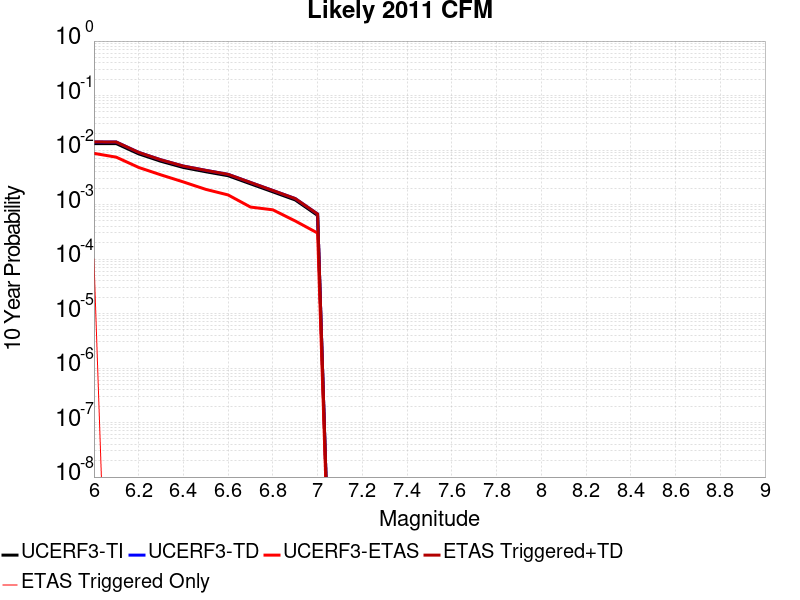 Likely 2011 CFM
10 0
10 -1
10 -2
10 -3
10 -4
10 -5
10 -6
10 -7
10 -8
10 Year Probability
6 6.2 6.4 6.6 6.8 7 7.2 7.4 7.6 7.8 8 8.2 8.4 8.6 8.8 9
Magnitude
UCERF3-TI UCERF3-TD UCERF3-ETAS ETAS Triggered+TD
ETAS Triggered Only